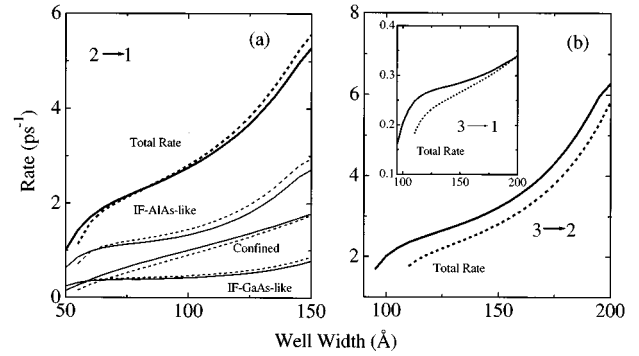 (a)
2 → 1
Total Rate
IF-AlAs-like
Confined
IF-GaAs-like
Rate (ps⁻¹)
6
4
2
0
50
100
150
(b)
3 → 2
Total Rate
8
6
4
2
100
150
200
3 → 1
Total Rate
0.4
0.3
0.2
0.1
100
150
200
Well Width (Å)